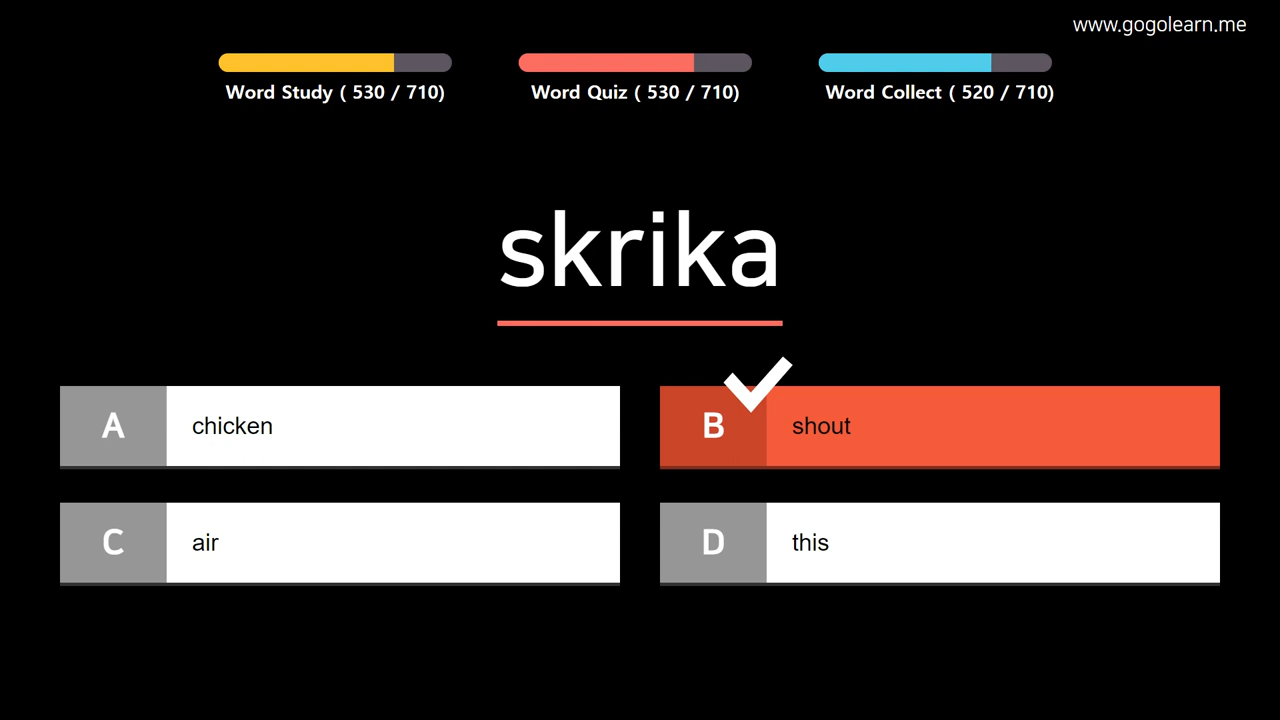 www.gogolearn.me
Word Study ( 530 / 710)
Word Quiz ( 530 / 710)
Word Collect ( 520 / 710)
skrika
A
chicken
B
shout
C
air
D
this